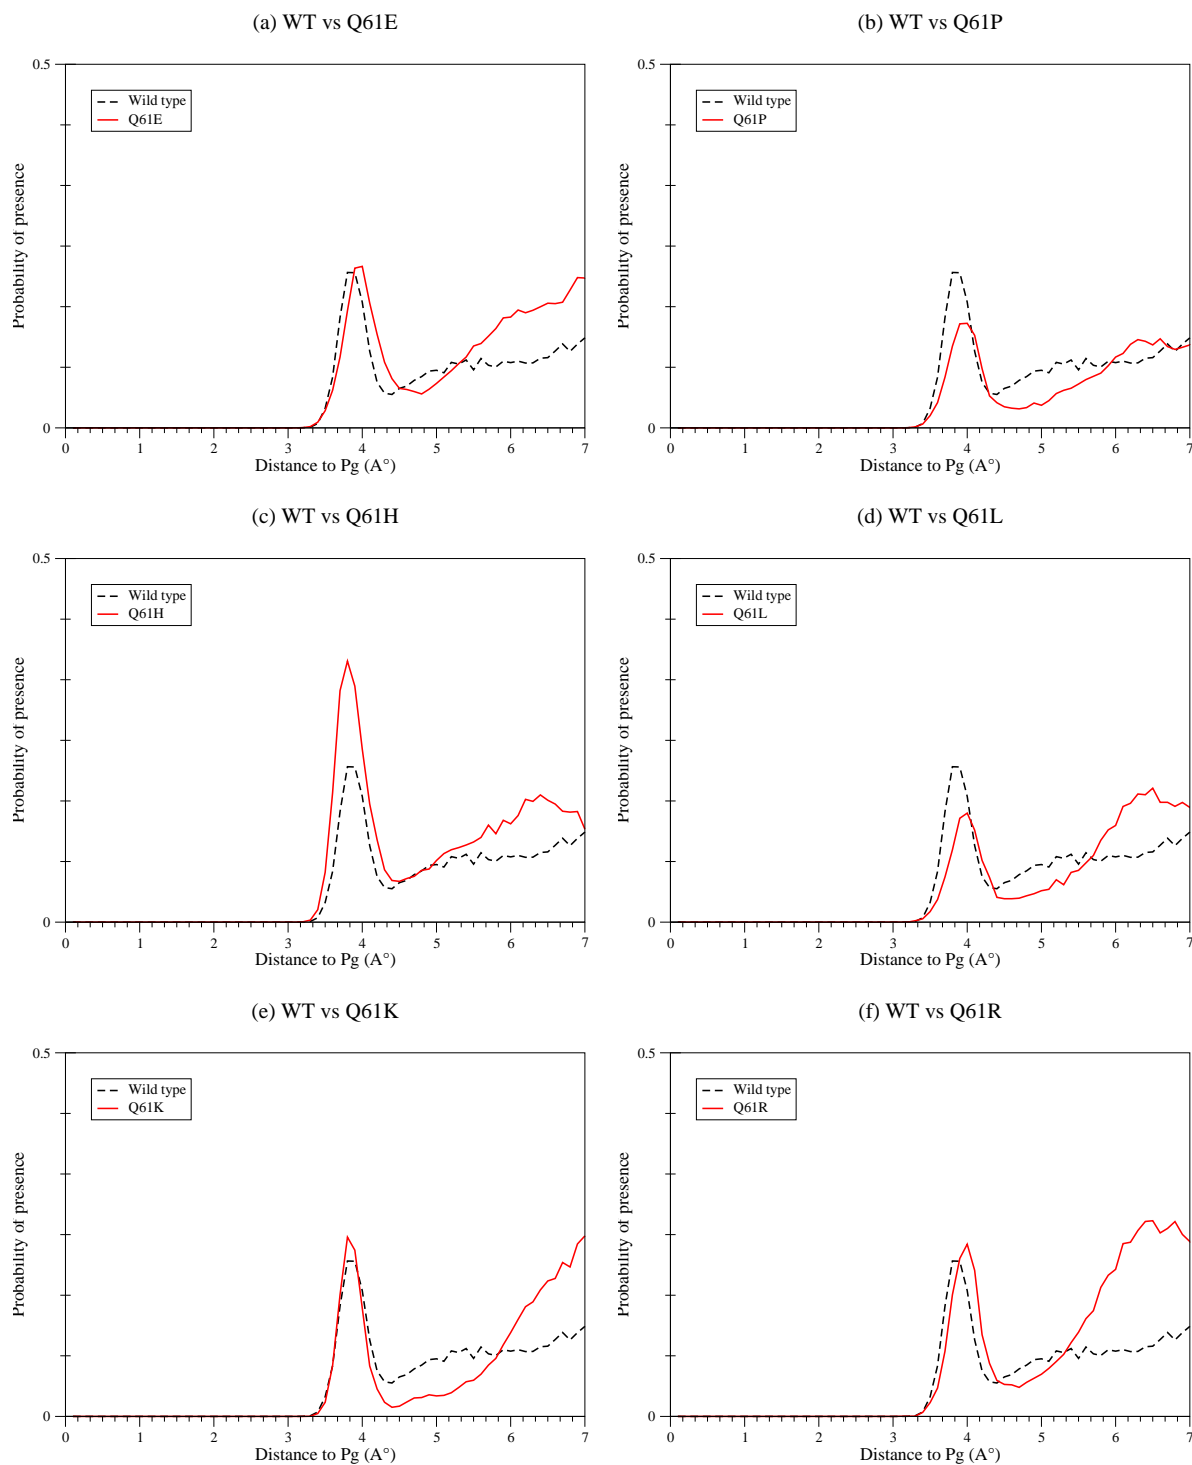 (a) WT vs Q61E
0.5
Wild type
Q61E
Probability of presence
0
0 1 2 3 4 5 6 7
Distance to Pg (A°)
(b) WT vs Q61P
0.5
Wild type
Q61P
Probability of presence
0
0 1 2 3 4 5 6 7
Distance to Pg (A°)
(c) WT vs Q61H
0.5
Wild type
Q61H
Probability of presence
0
0 1 2 3 4 5 6 7
Distance to Pg (A°)
(d) WT vs Q61L
0.5
Wild type
Q61L
Probability of presence
0
0 1 2 3 4 5 6 7
Distance to Pg (A°)
(e) WT vs Q61K
0.5
Wild type
Q61K
Probability of presence
0
0 1 2 3 4 5 6 7
Distance to Pg (A°)
(f) WT vs Q61R
0.5
Wild type
Q61R
Probability of presence
0
0 1 2 3 4 5 6 7
Distance to Pg (A°)